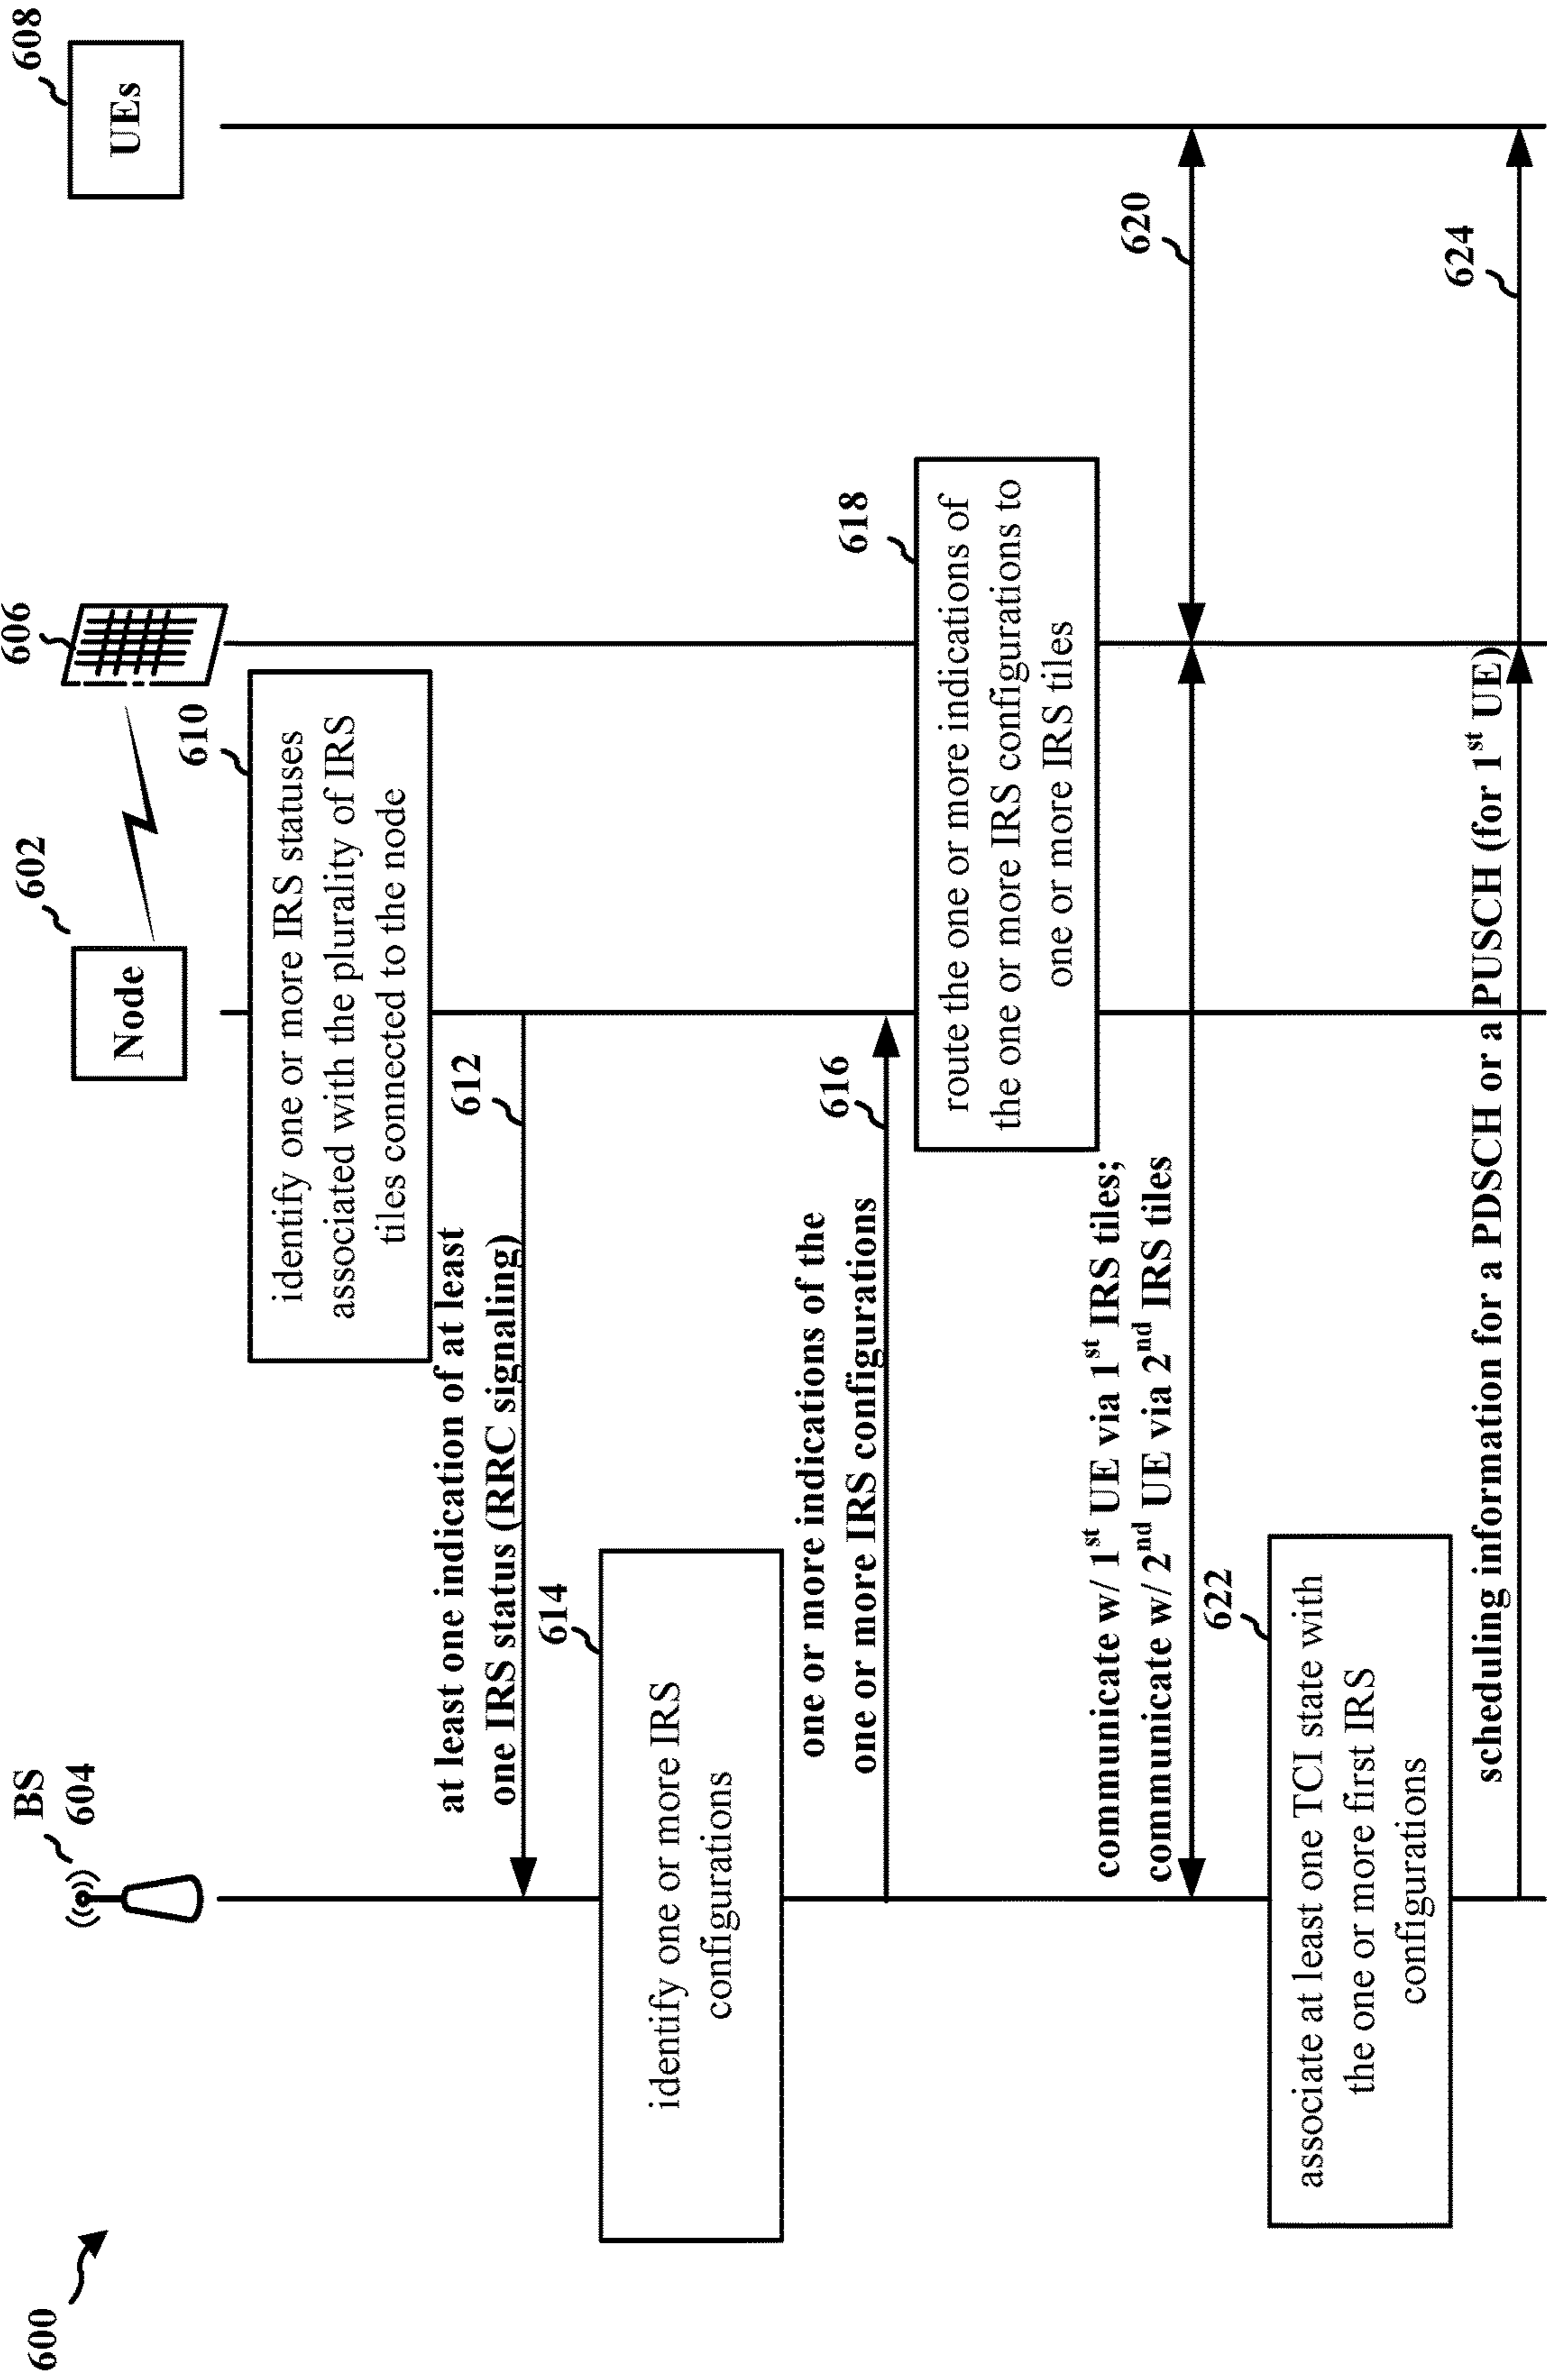 600
BS
604
602
Node
606
608
UEs
610
identify one or more IRS statuses
associated with the plurality of IRS
tiles connected to the node
at least one indication of at least
one IRS status (RRC signaling)
612
614
identify one or more IRS
configurations
one or more indications of the
one or more IRS configurations
616
618
route the one or more indications of
the one or more IRS configurations to
one or more IRS tiles
communicate w/ 1st UE via 1st IRS tiles;
communicate w/ 2nd UE via 2nd IRS tiles
620
622
associate at least one TCI state with
the one or more first IRS
configurations
scheduling information for a PDSCH or a PUSCH (for 1st UE)
624